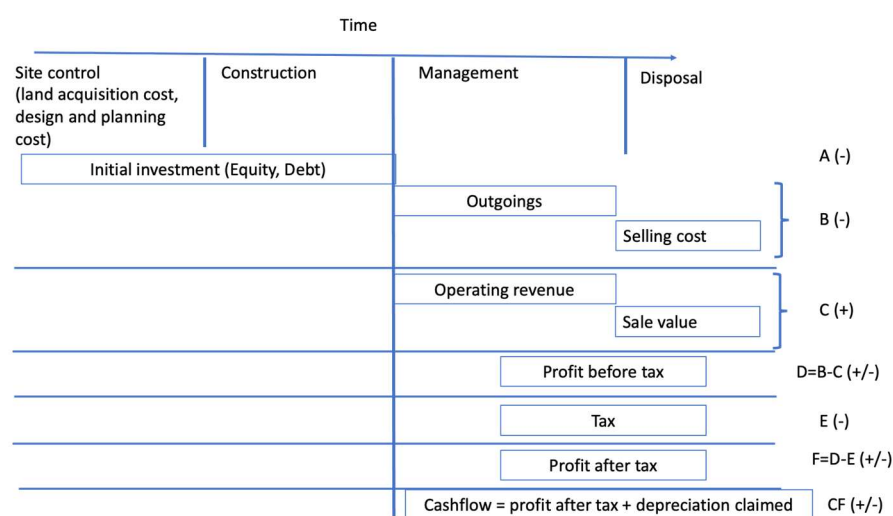 Time
Site control
(land acquisition cost,
design and planning
cost)
Construction
Management
Disposal
Initial investment (Equity, Debt)
A (-)
Outgoings
Selling cost
B (-)
Operating revenue
Sale value
C (+)
Profit before tax
D=B-C (+/-)
Tax
E (-)
Profit after tax
F=D-E (+/-)
Cashflow = profit after tax + depreciation claimed
CF (+/-)